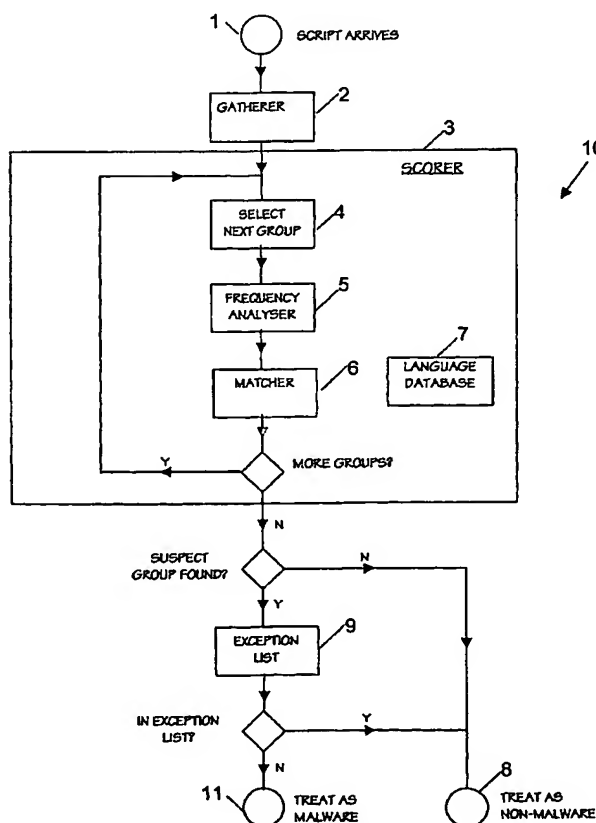 1
SCRIPT ARRIVES
2
GATHERER
3
SCORER
10
SELECT
NEXT GROUP
4
FREQUENCY
ANALYSER
5
MATCHER
6
7
LANGUAGE
DATABASE
Y
MORE GROUPS?
N
SUSPECT
GROUP FOUND?
N
Y
EXCEPTION
LIST
9
IN EXCEPTION
LIST?
Y
N
11
TREAT AS
MALWARE
8
TREAT AS
NON-MALWARE